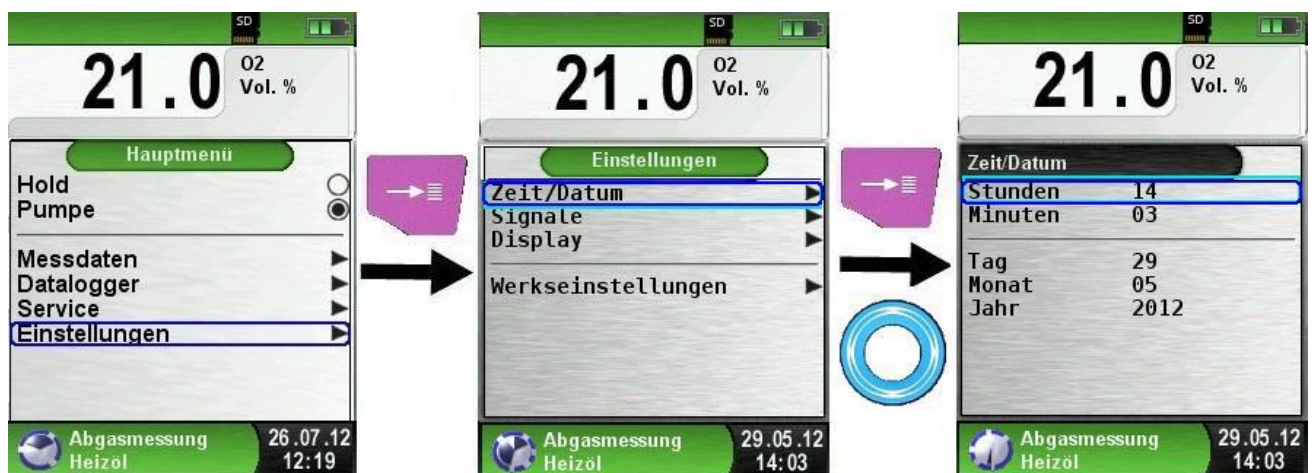 SD
21.0 O2
Vol. %
Hauptmenü
Hold
Pumpe
Messdaten
Datalogger
Service
Einstellungen
Abgasmessung 26.07.12
Heizöl 12:19
SD
21.0 O2
Vol. %
Einstellungen
Zeit/Datum
Signale
Display
Werkseinstellungen
Abgasmessung 29.05.12
Heizöl 14:03
SD
21.0 O2
Vol. %
Zeit/Datum
Stunden 14
Minuten 03
Tag 29
Monat 05
Jahr 2012
Abgasmessung 29.05.12
Heizöl 14:03